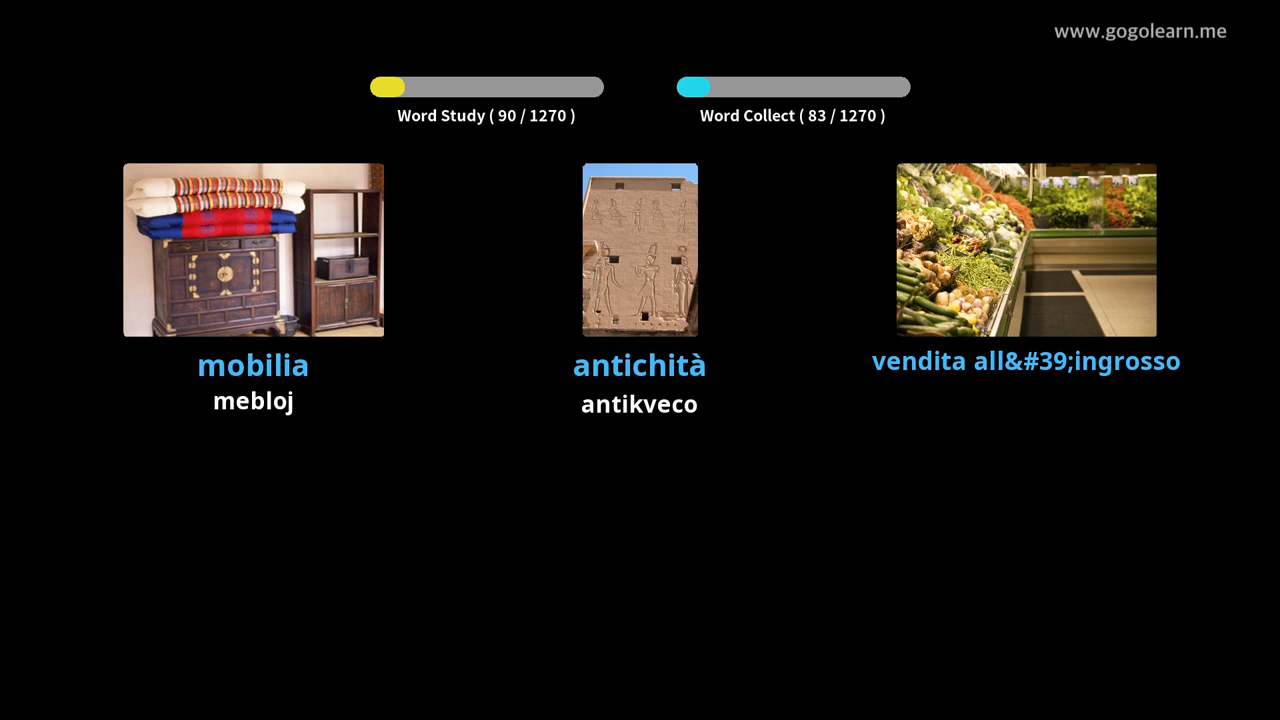 www.gogolearn.me
Word Study ( 90 / 1270 )
Word Collect ( 83 / 1270 )
mobilia
mebloj
antichità
antikveco
vendita all&#39;ingrosso